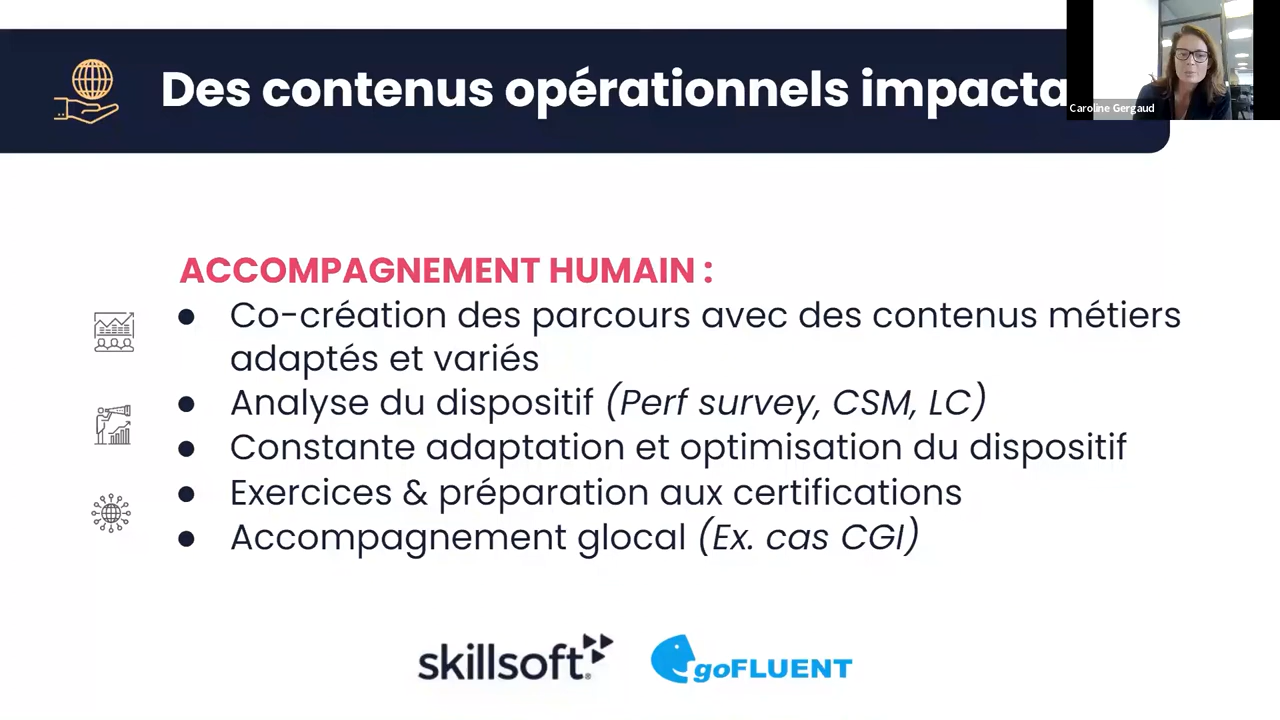 Des contenus opérationnels impacta
Caroline Gergaud
ACCOMPAGNEMENT HUMAIN :
● Co-création des parcours avec des contenus métiers
adaptés et variés
● Analyse du dispositif (Perf survey, CSM, LC)
● Constante adaptation et optimisation du dispositif
● Exercices & préparation aux certifications
● Accompagnement glocal (Ex. cas CGI)
skillsoft®
goFLUENT